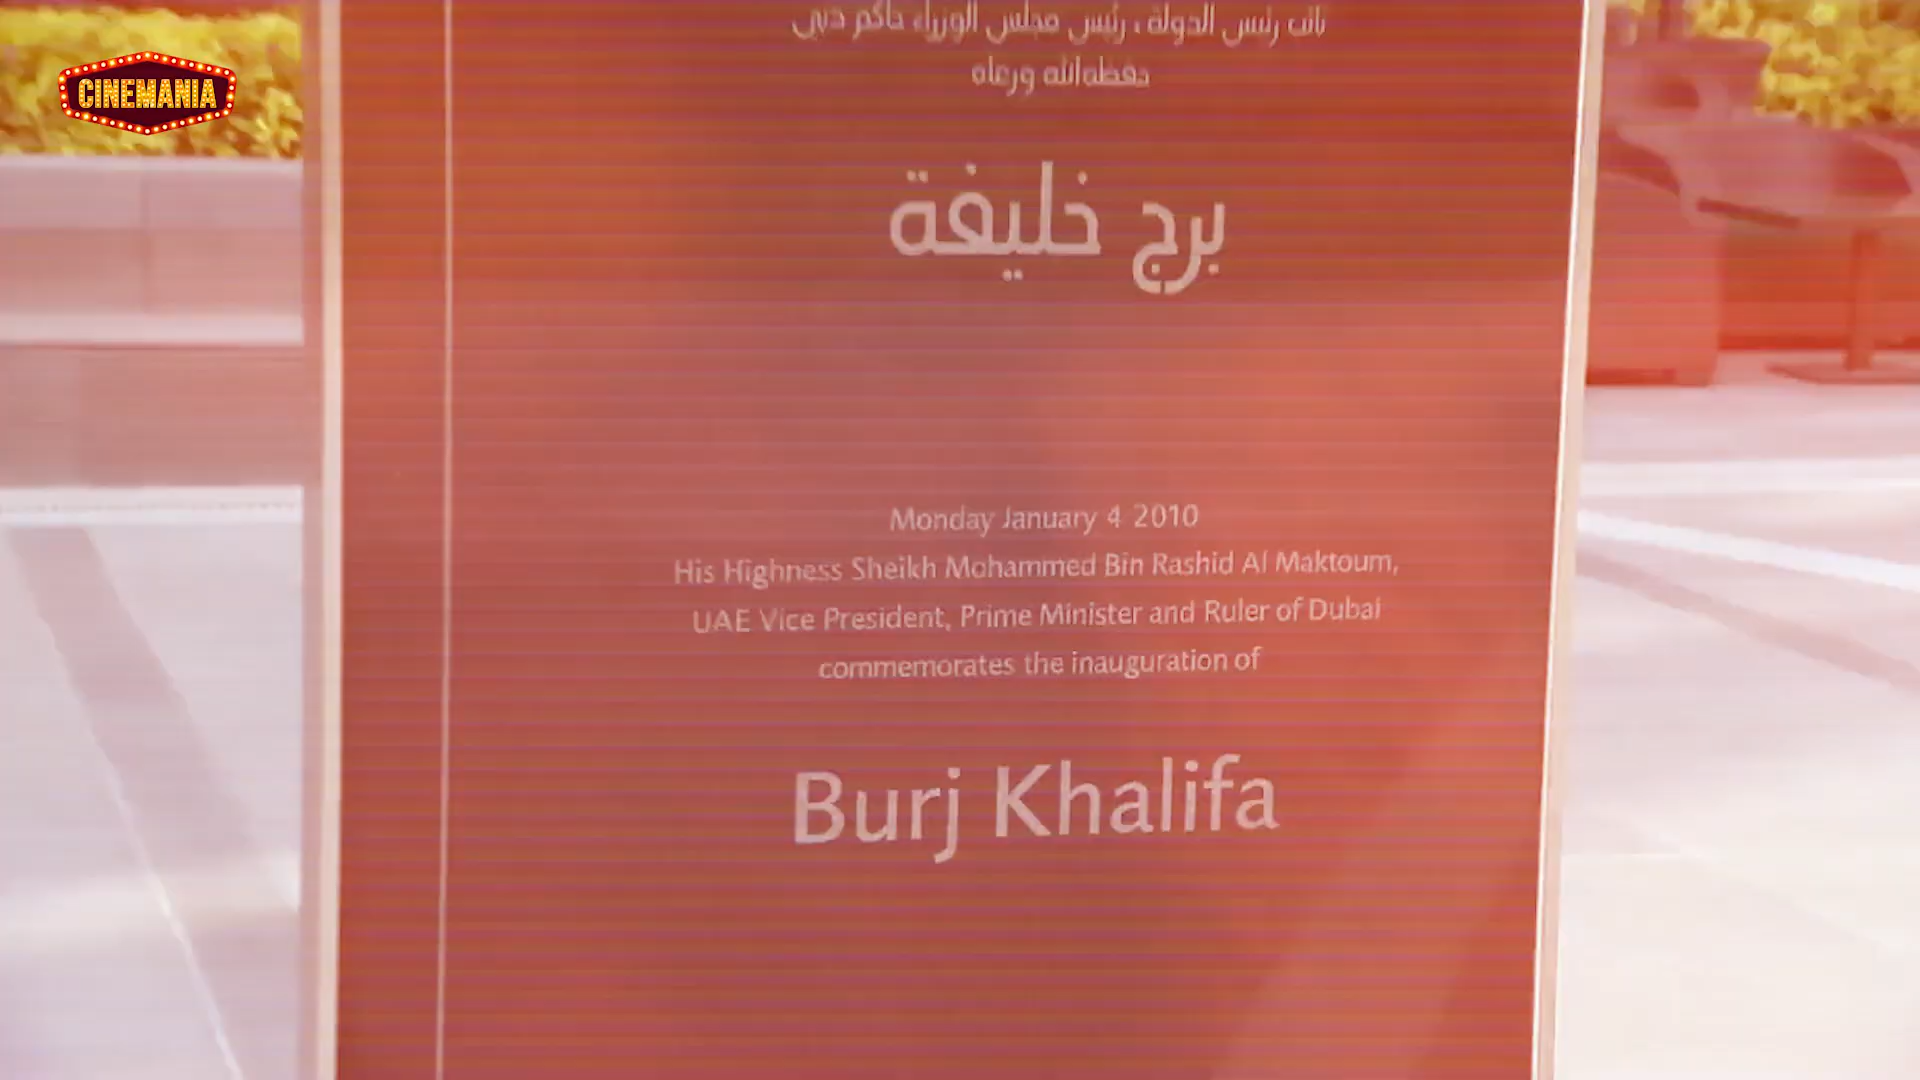 CINEMANIA
نائب رئيس الدولة، رئيس مجلس الوزراء حاكم دبي
حفظه الله ورعاه
برج خليفة
Monday January 4 2010
His Highness Sheikh Mohammed Bin Rashid Al Maktoum,
UAE Vice President, Prime Minister and Ruler of Dubai
commemorates the inauguration of
Burj Khalifa